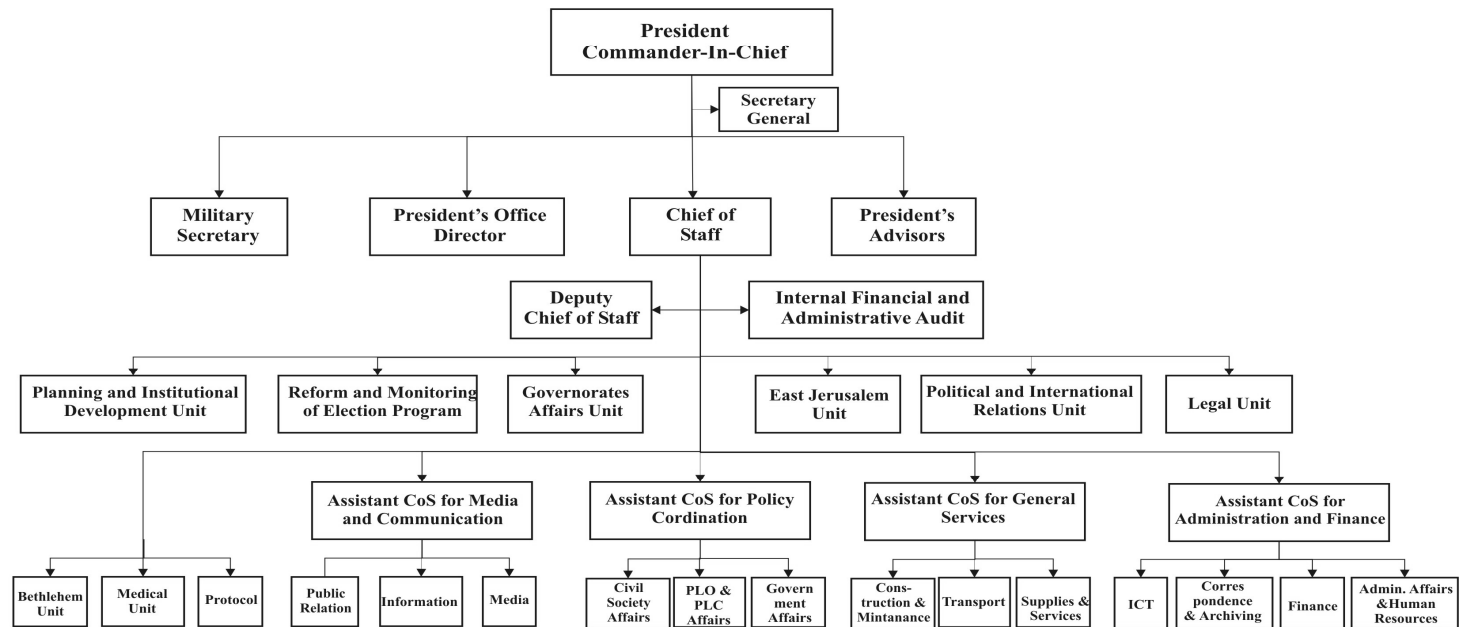 President
Commander-In-Chief
Secretary
General
Military
Secretary
President’s Office
Director
Chief of
Staff
President’s
Advisors
Deputy
Chief of Staff
Internal Financial and
Administrative Audit
Planning and Institutional
Development Unit
Reform and Monitoring
of Election Program
Governorates
Affairs Unit
East Jerusalem
Unit
Political and International
Relations Unit
Legal Unit
Assistant CoS for Media
and Communication
Assistant CoS for Policy
Cordination
Assistant CoS for General
Services
Assistant CoS for
Administration and Finance
Bethlehem
Unit
Medical
Unit
Protocol
Public
Relation
Information
Media
Civil
Society
Affairs
PLO &
PLC
Affairs
Govern
ment
Affairs
Cons-
truction &
Mintanance
Transport
Supplies &
Services
ICT
Corres
pondence
& Archiving
Finance
Admin. Affairs
&Human
Resources